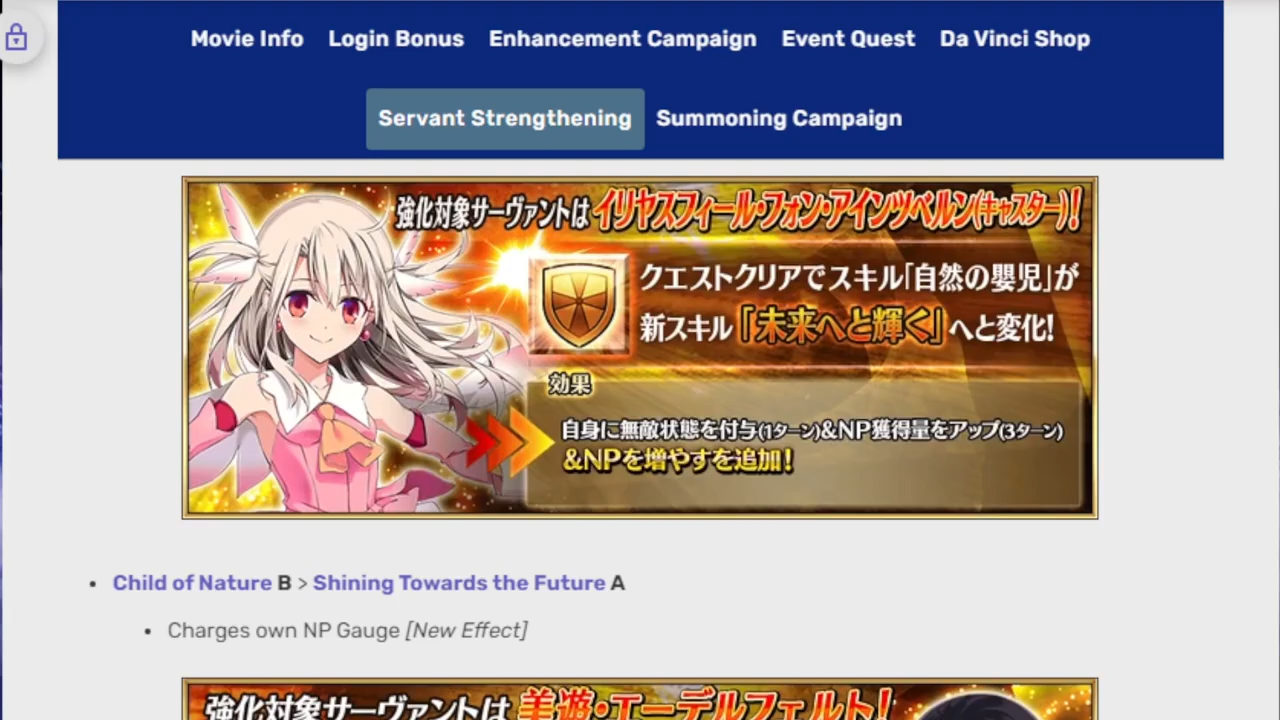 Movie Info Login Bonus Enhancement Campaign Event Quest Da Vinci Shop
Servant Strengthening Summoning Campaign
強化対象サーヴァントはイリヤスフィール・フォン・アインツベルン(キャスター)!
クエストクリアでスキル「自然の嬰児」が
新スキル「未来へと輝く」へと変化!
効果
自身に無敵状態を付与(1ターン)&NP獲得量をアップ(3ターン)
&NPを増やすを追加!
• Child of Nature B > Shining Towards the Future A
• Charges own NP Gauge [New Effect]
強化対象サーヴァントは美遊・エーデルフェルト!